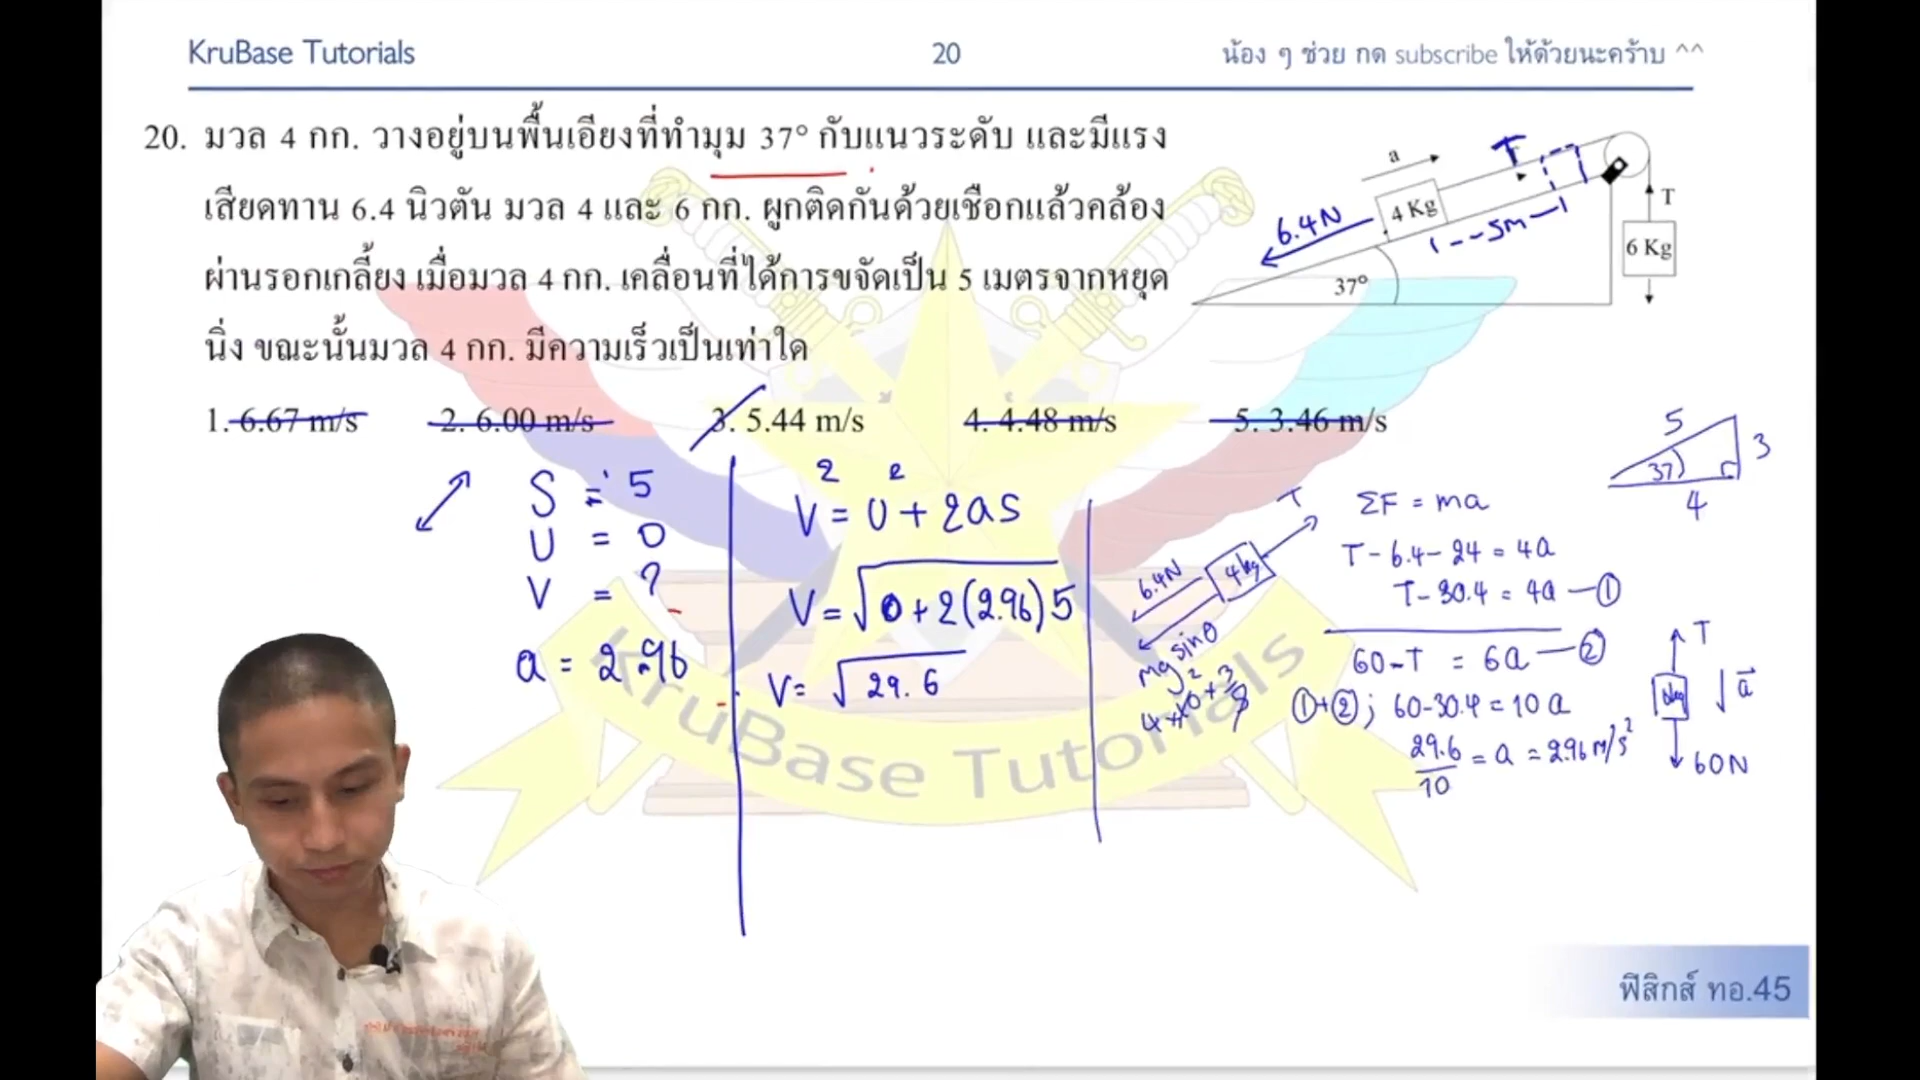 KruBase Tutorials
20
น้อง ๆ ช่วย กด subscribe ให้ด้วยนะคร้าบ ^^
20. มวล 4 กก. วางอยู่บนพื้นเอียงที่ทำมุม 37° กับแนวระดับ และมีแรง
เสียดทาน 6.4 นิวตัน มวล 4 และ 6 กก. ผูกติดกันด้วยเชือกแล้วคล้อง
ผ่านรอกเกลี้ยง เมื่อมวล 4 กก. เคลื่อนที่ได้การขจัดเป็น 5 เมตรจากหยุด
นิ่ง ขณะนั้นมวล 4 กก. มีความเร็วเป็นเท่าใด
1. 6.67 m/s 2. 6.00 m/s 3. 5.44 m/s 4. 4.48 m/s 5. 3.46 m/s
a
T
4 Kg
6.4N
5m
T
6 Kg
37°
5
3
37
4
S = 5
U = 0
V = ?
a = 2.96
V² = U² + 2aS
V = √0 + 2(2.96)5
V = √29.6
T
4kg
6.4N
mg sinθ
ΣF = ma
T - 6.4 - 24 = 4a
T - 30.4 = 4a — ①
60 - T = 6a — ②
①+②; 60-30.4 = 10a
29.6/10 = a = 2.96 m/s²
T
a
60N
KruBase Tutorials
ฟิสิกส์ ทอ.45